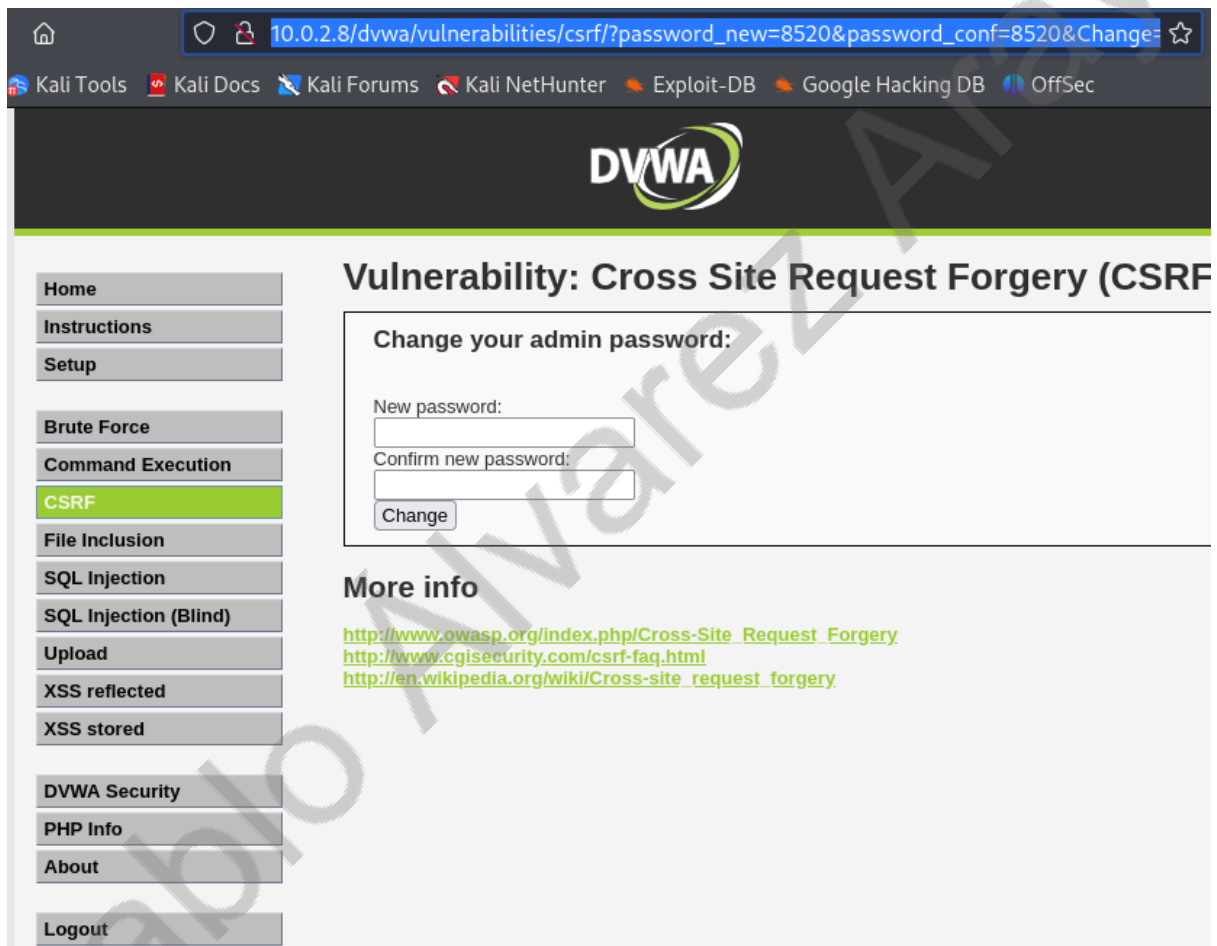 10.0.2.8/dvwa/vulnerabilities/csrf/?password_new=8520&password_conf=8520&Change=
Kali Tools Kali Docs Kali Forums Kali NetHunter Exploit-DB Google Hacking DB OffSec
DVWA
Home
Instructions
Setup
Brute Force
Command Execution
CSRF
File Inclusion
SQL Injection
SQL Injection (Blind)
Upload
XSS reflected
XSS stored
DVWA Security
PHP Info
About
Logout
Vulnerability: Cross Site Request Forgery (CSRF
Change your admin password:
New password:
Confirm new password:
Change
More info
http://www.owasp.org/index.php/Cross-Site_Request_Forgery
http://www.cgisecurity.com/csrf-faq.html
http://en.wikipedia.org/wiki/Cross-site_request_forgery
ablo Alvarez Aray